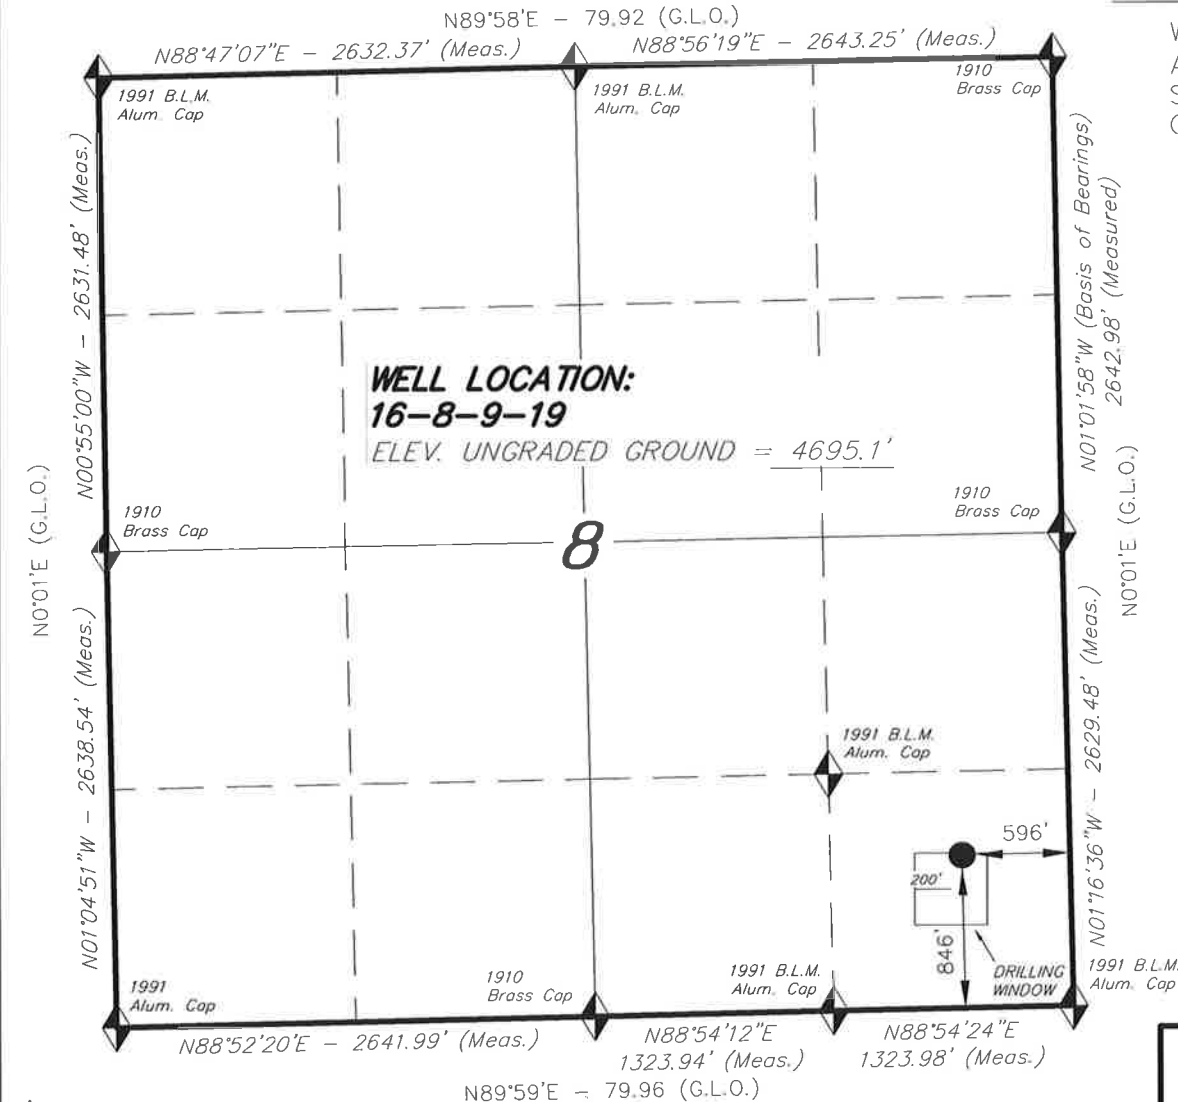 N89°58'E - 79.92 (G.L.O.)
N88°47'07"E - 2632.37' (Meas.)
N88°56'19"E - 2643.25' (Meas.)
1991 B.L.M.
Alum. Cap
1991 B.L.M.
Alum. Cap
1910
Brass Cap
N00°55'00"W - 2631.48' (Meas.)
N01°01'58"W (Basis of Bearings)
2642.98' (Measured)
WELL LOCATION:
16-8-9-19
ELEV. UNGRADED GROUND = 4695.1'
N0°01'E (G.L.O.)
N0°01'E (G.L.O.)
1910
Brass Cap
1910
Brass Cap
8
N01°04'51"W - 2638.54' (Meas.)
N01°16'36"W - 2629.48' (Meas.)
1991 B.L.M.
Alum. Cap
596'
200'
846'
DRILLING
WINDOW
1991
Alum. Cap
1910
Brass Cap
1991 B.L.M.
Alum. Cap
1991 B.L.M.
Alum. Cap
N88°52'20"E - 2641.99' (Meas.)
N88°54'12"E
1323.94' (Meas.)
N88°54'24"E
1323.98' (Meas.)
N89°59'E - 79.96 (G.L.O.)